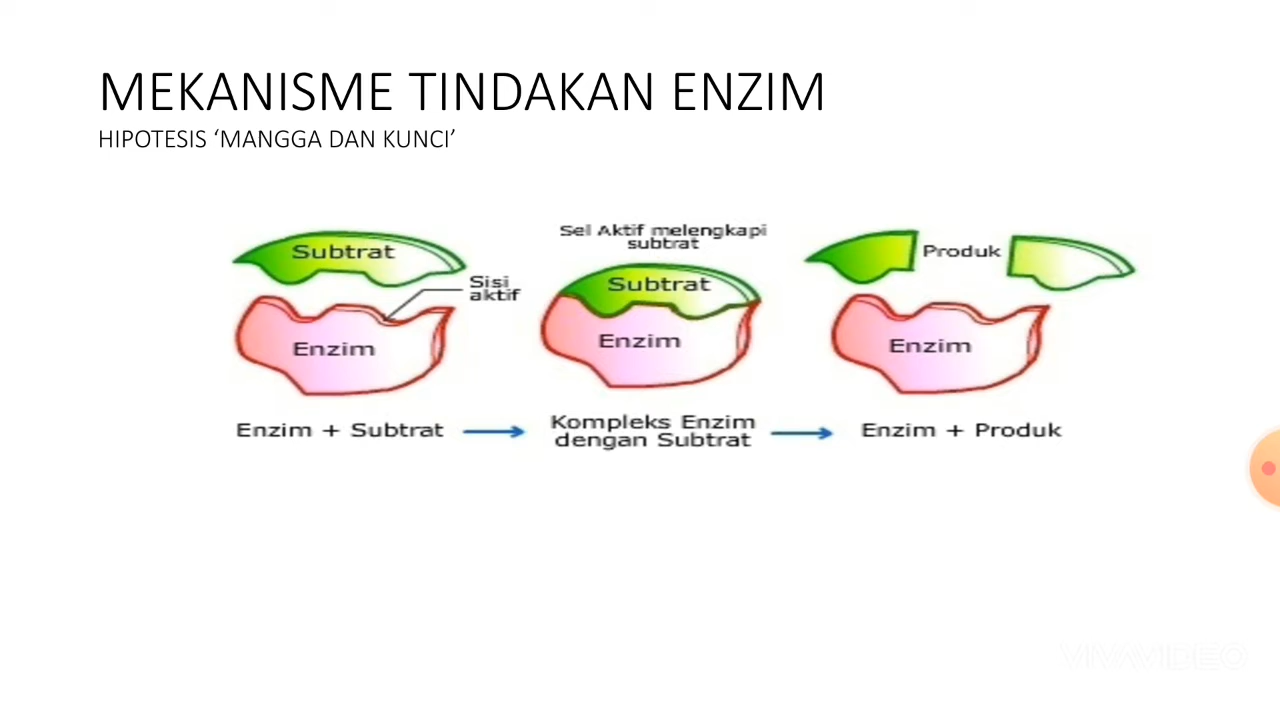 MEKANISME TINDAKAN ENZIM
HIPOTESIS ‘MANGGA DAN KUNCI’
Subtrat
Sisi
aktif
Enzim
Enzim + Subtrat
Sel Aktif melengkapi
subtrat
Subtrat
Enzim
Kompleks Enzim
dengan Subtrat
Produk
Enzim
Enzim + Produk
VIVAVIDEO